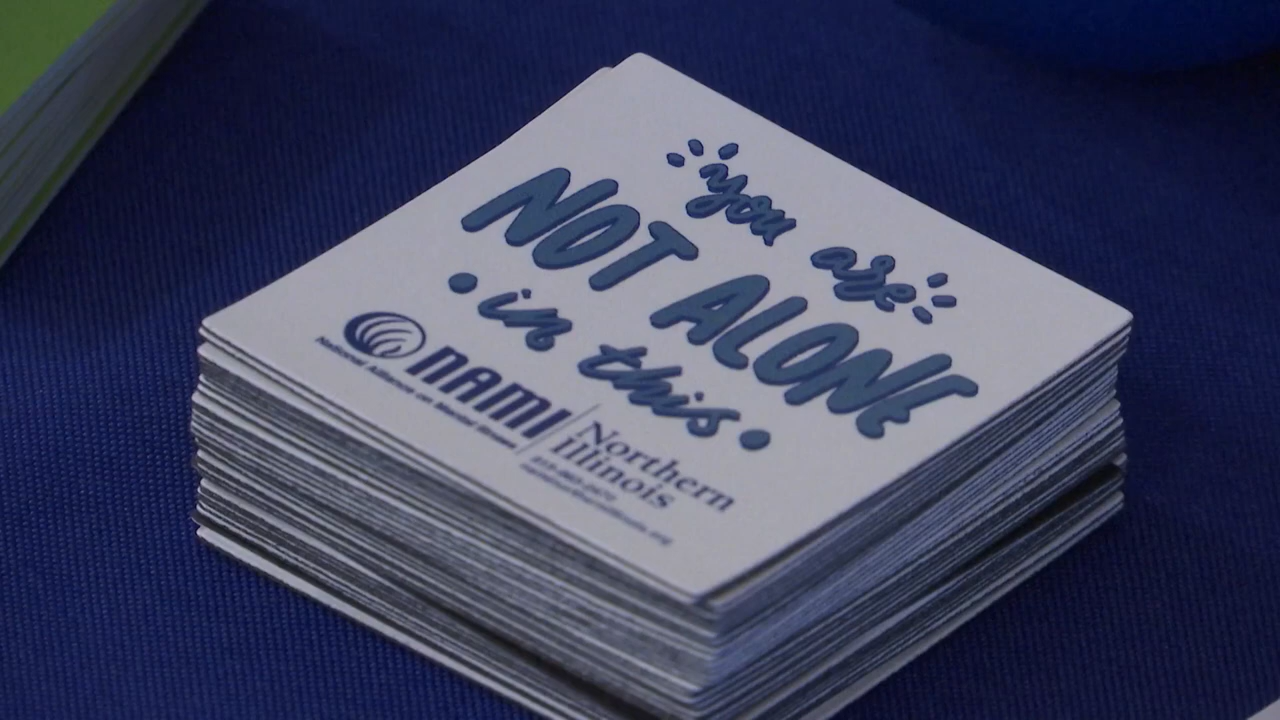 you are
NOT ALONE
• in this •
NAMI
National Alliance on Mental Illness
Northern
Illinois